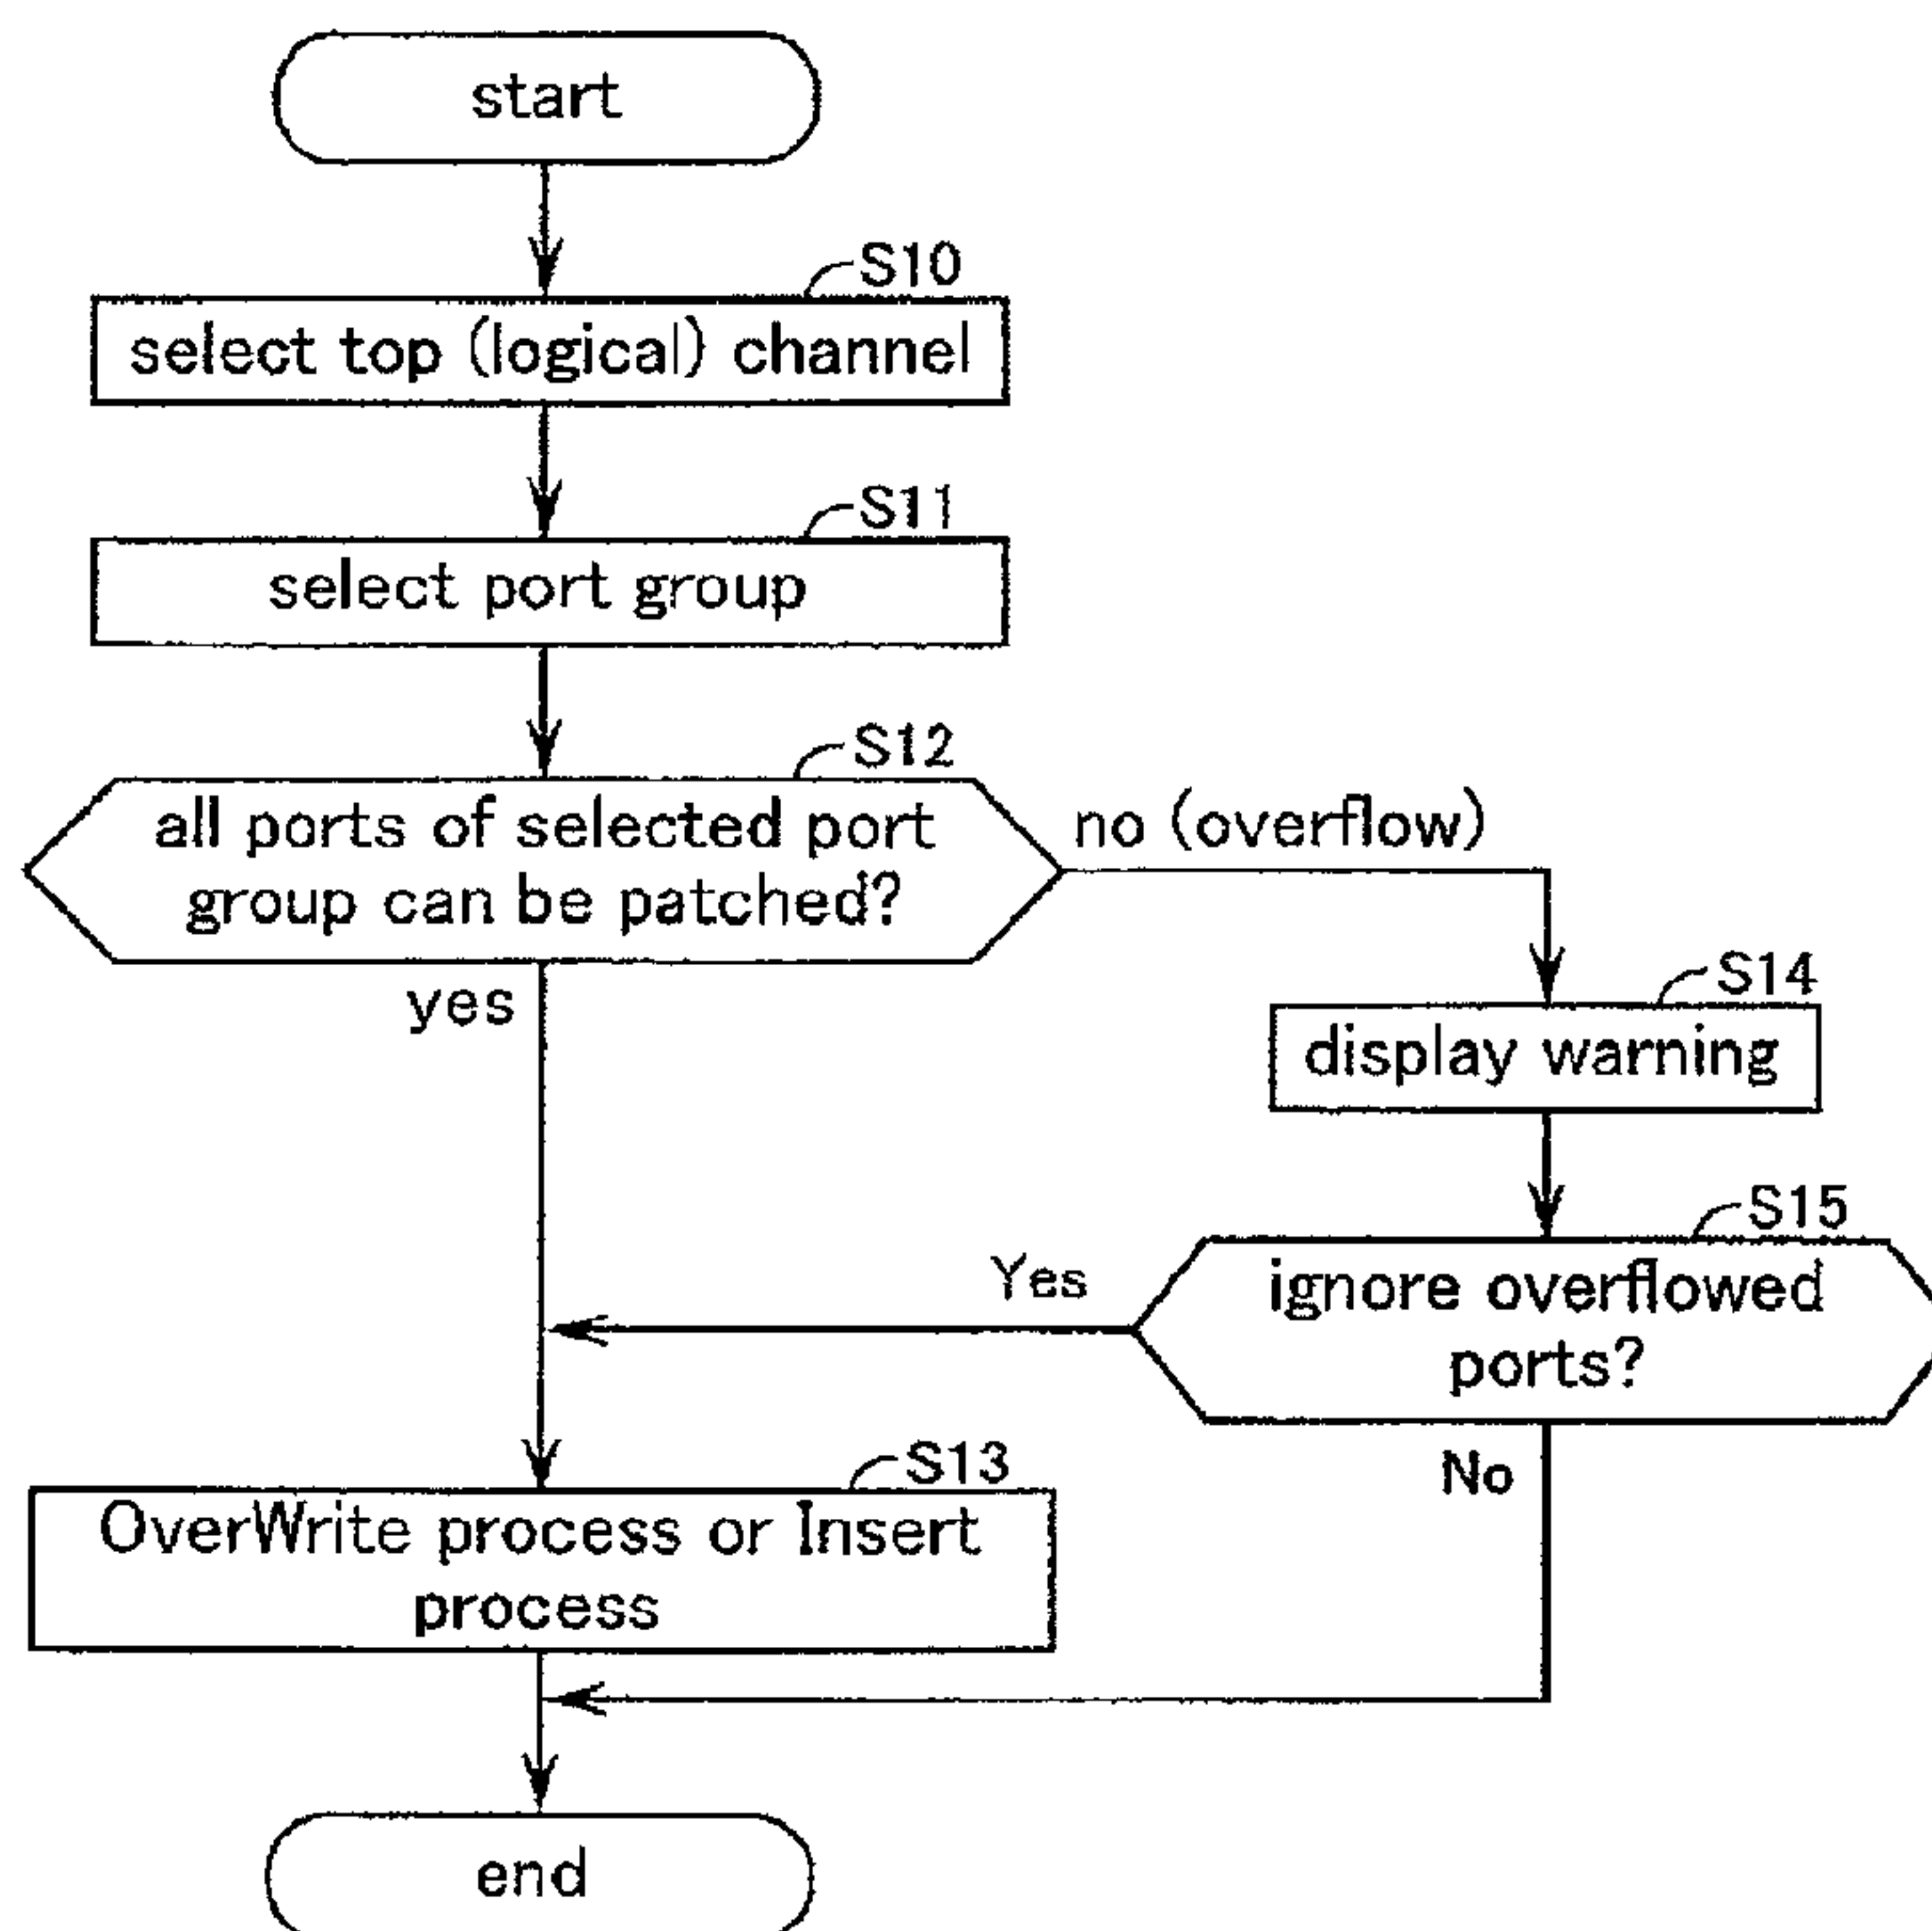 start
S10
select top (logical) channel
S11
select port group
S12
all ports of selected port
group can be patched?
no (overflow)
yes
S14
display warning
S15
ignore overflowed
ports?
Yes
No
S13
OverWrite process or Insert
process
end